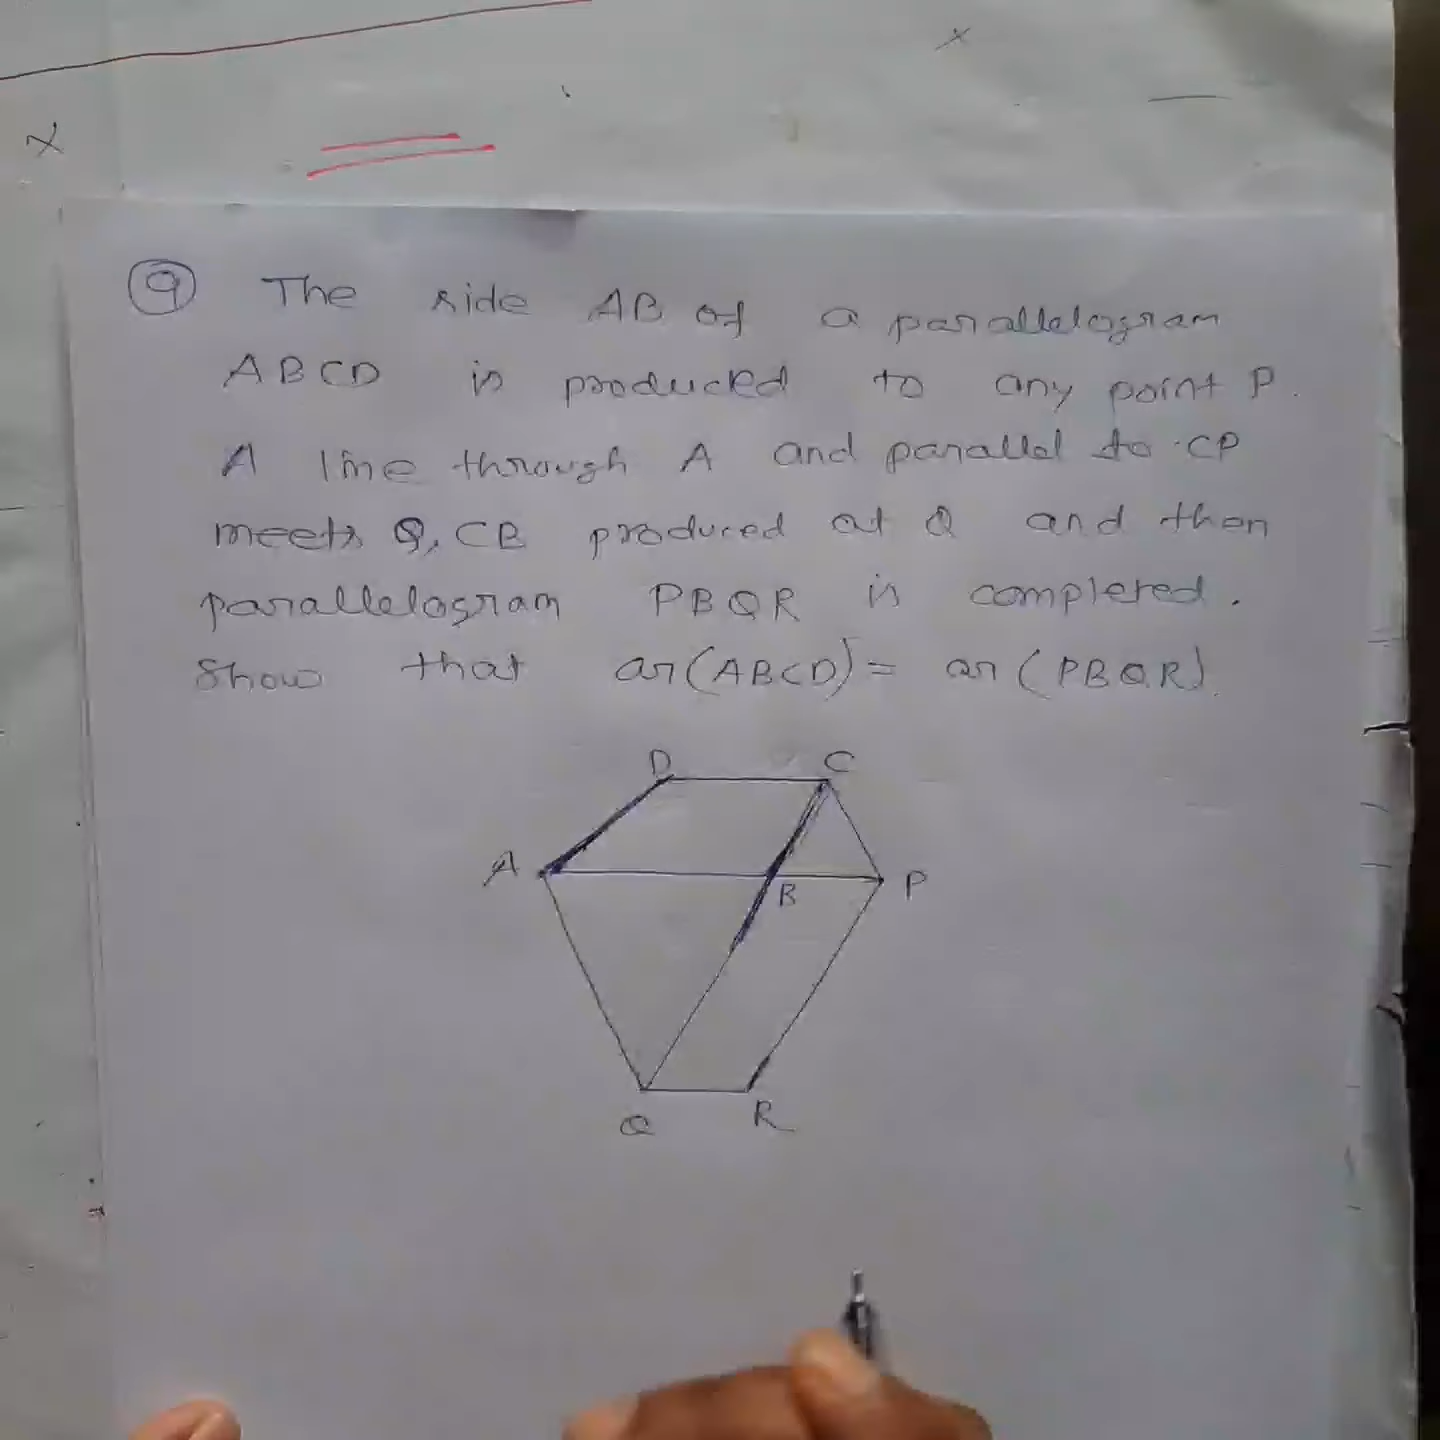 9 The side AB of a parallelogram
ABCD is produced to any point P.
A line through A and parallel to CP
meets Q, CB produced at Q and then
parallelogram PBQR is completed.
Show that ar(ABCD) = ar (PBQR).
D C
A B P
Q R